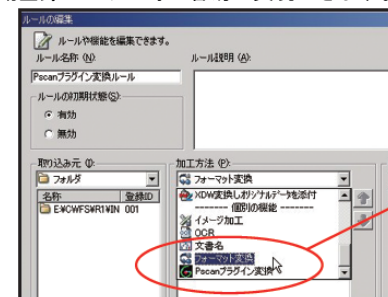 ルールの編集
ルールや機能を編集できます。
ルール名称 (N):
ルール説明 (A):
Pscanプラグイン変換ルール
ルールの初期状態(S):
有効
無効
取り込み元 (I):
加工方法 (P):
フォルダ
フォーマット変換
名称
登録ID
E:¥CWFS¥R1¥IN 001
XDW変換しオリジナルデータを添付
-------- 個別の機能 --------
イメージ加工
OCR
文書名
フォーマット変換
Pscanプラグイン変換